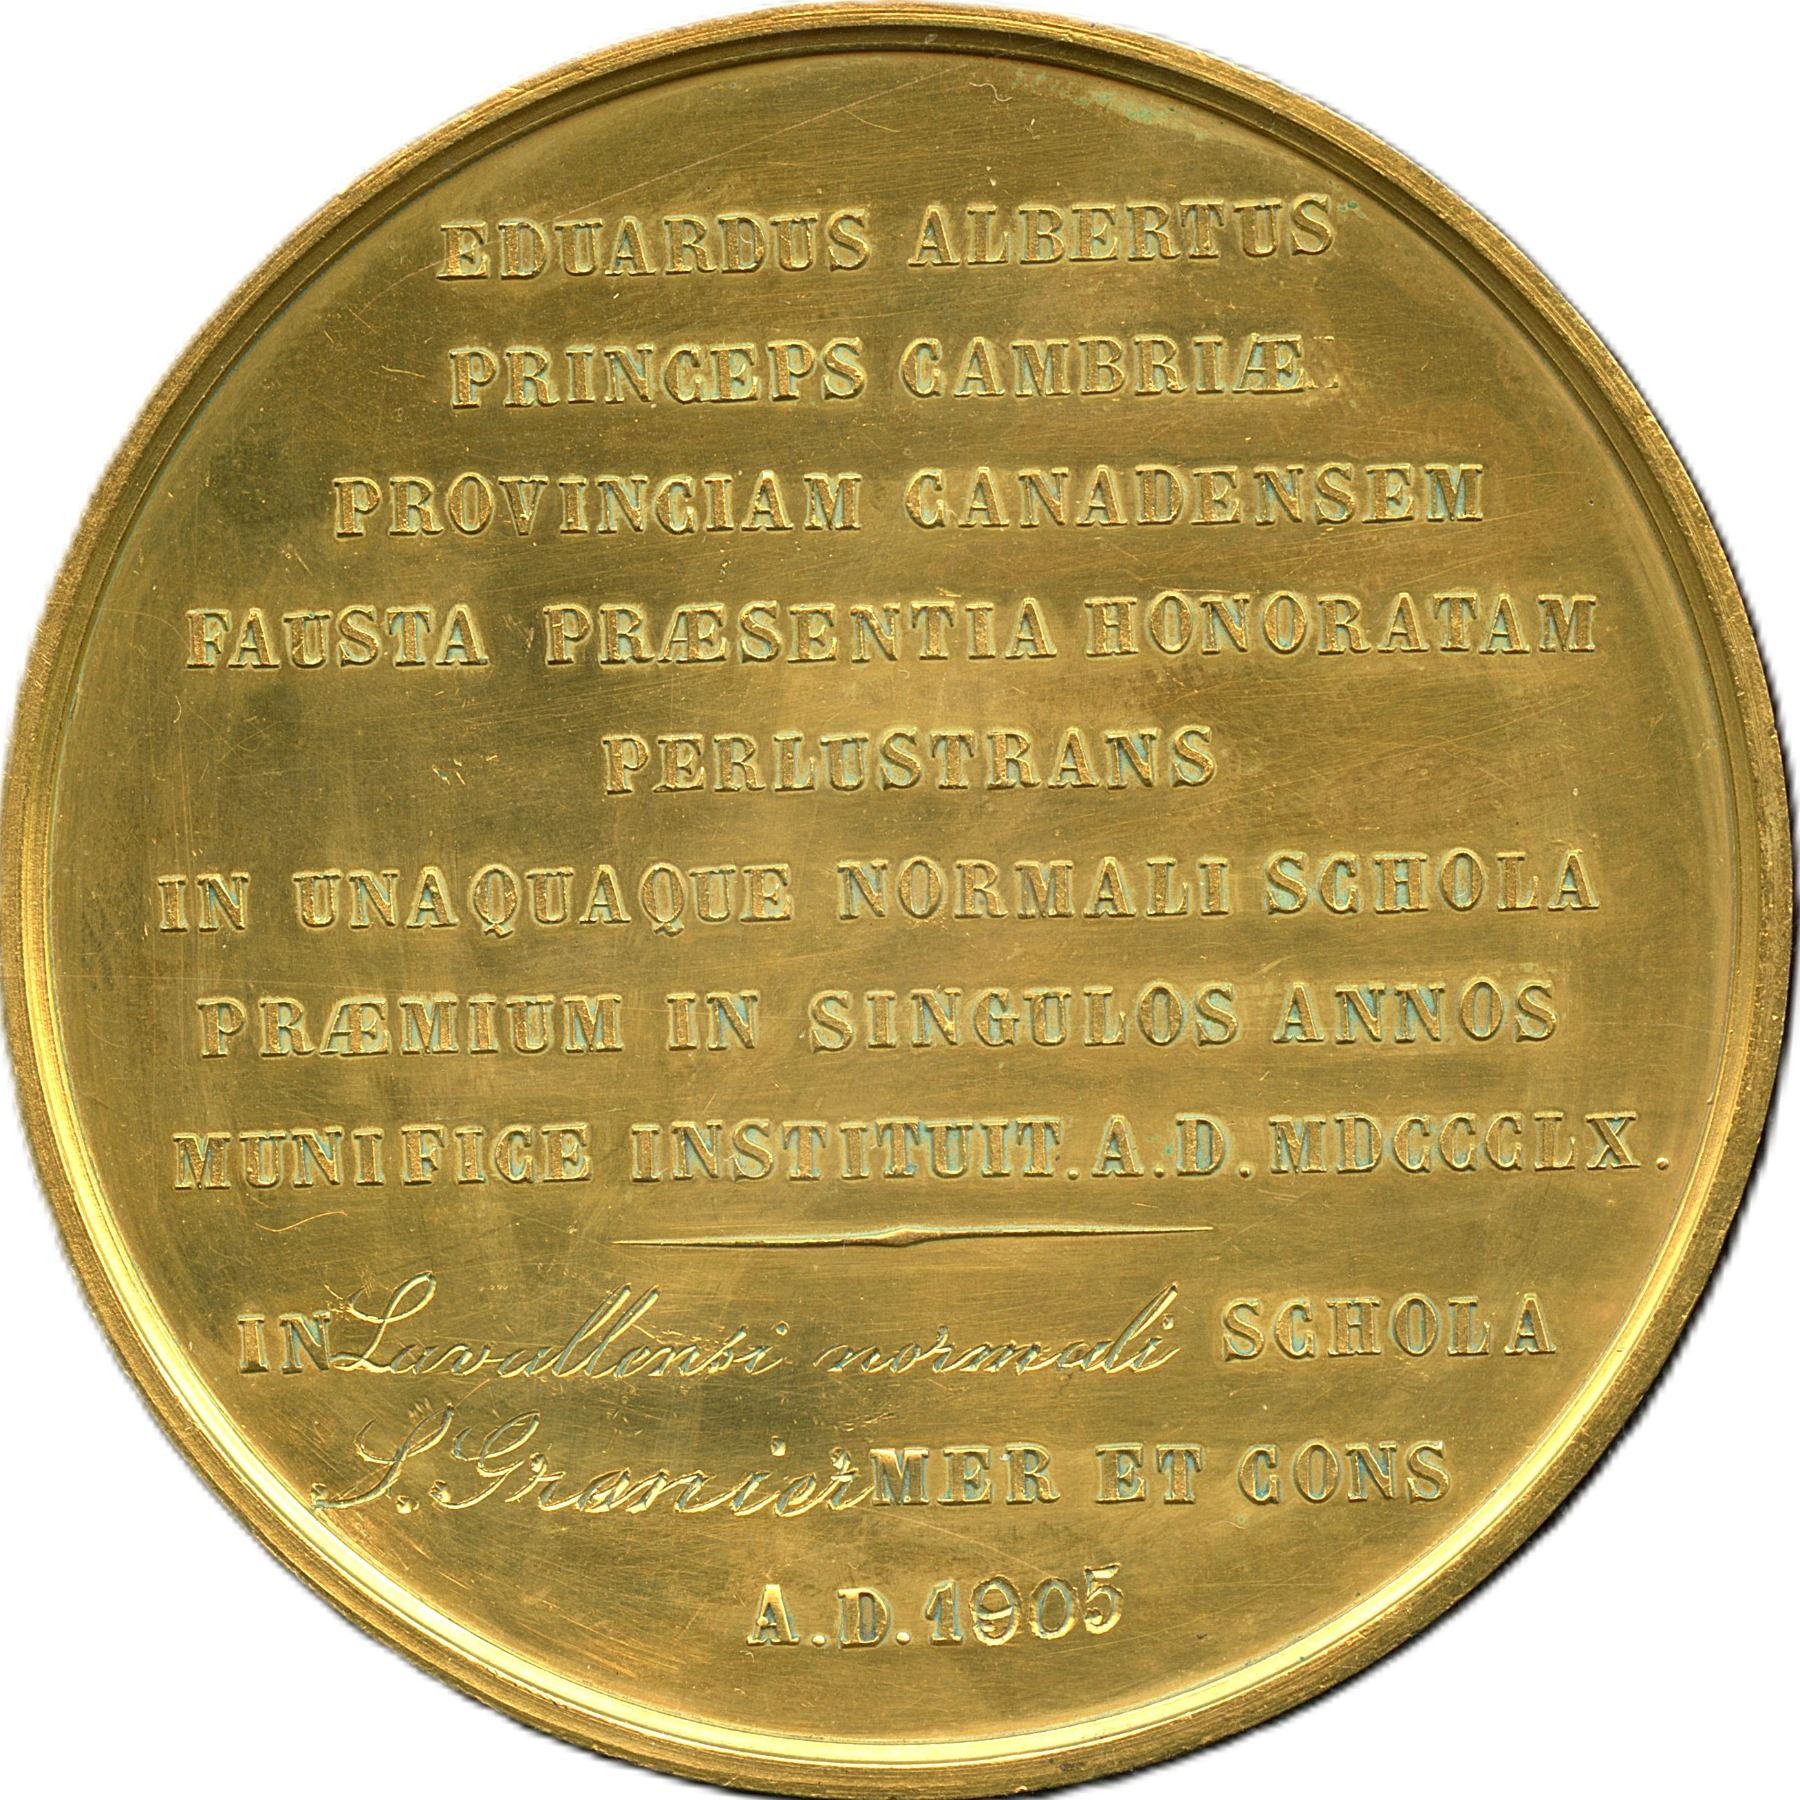 EDUARDUS ALBERTUS
PRINCEPS CAMBRIÆ
PROVINCIAM CANADENSEM
FAUSTA PRÆSENTIA HONORATAM
PERLUSTRANS
IN UNAQUAQUE NORMALI SCHOLA
PRÆMIUM IN SINGULOS ANNOS
MUNIFICE INSTITUIT. A.D. MDCCCLX.
IN Lavallensi normali SCHOLA
S. Granier MER ET CONS
A.D. 1905